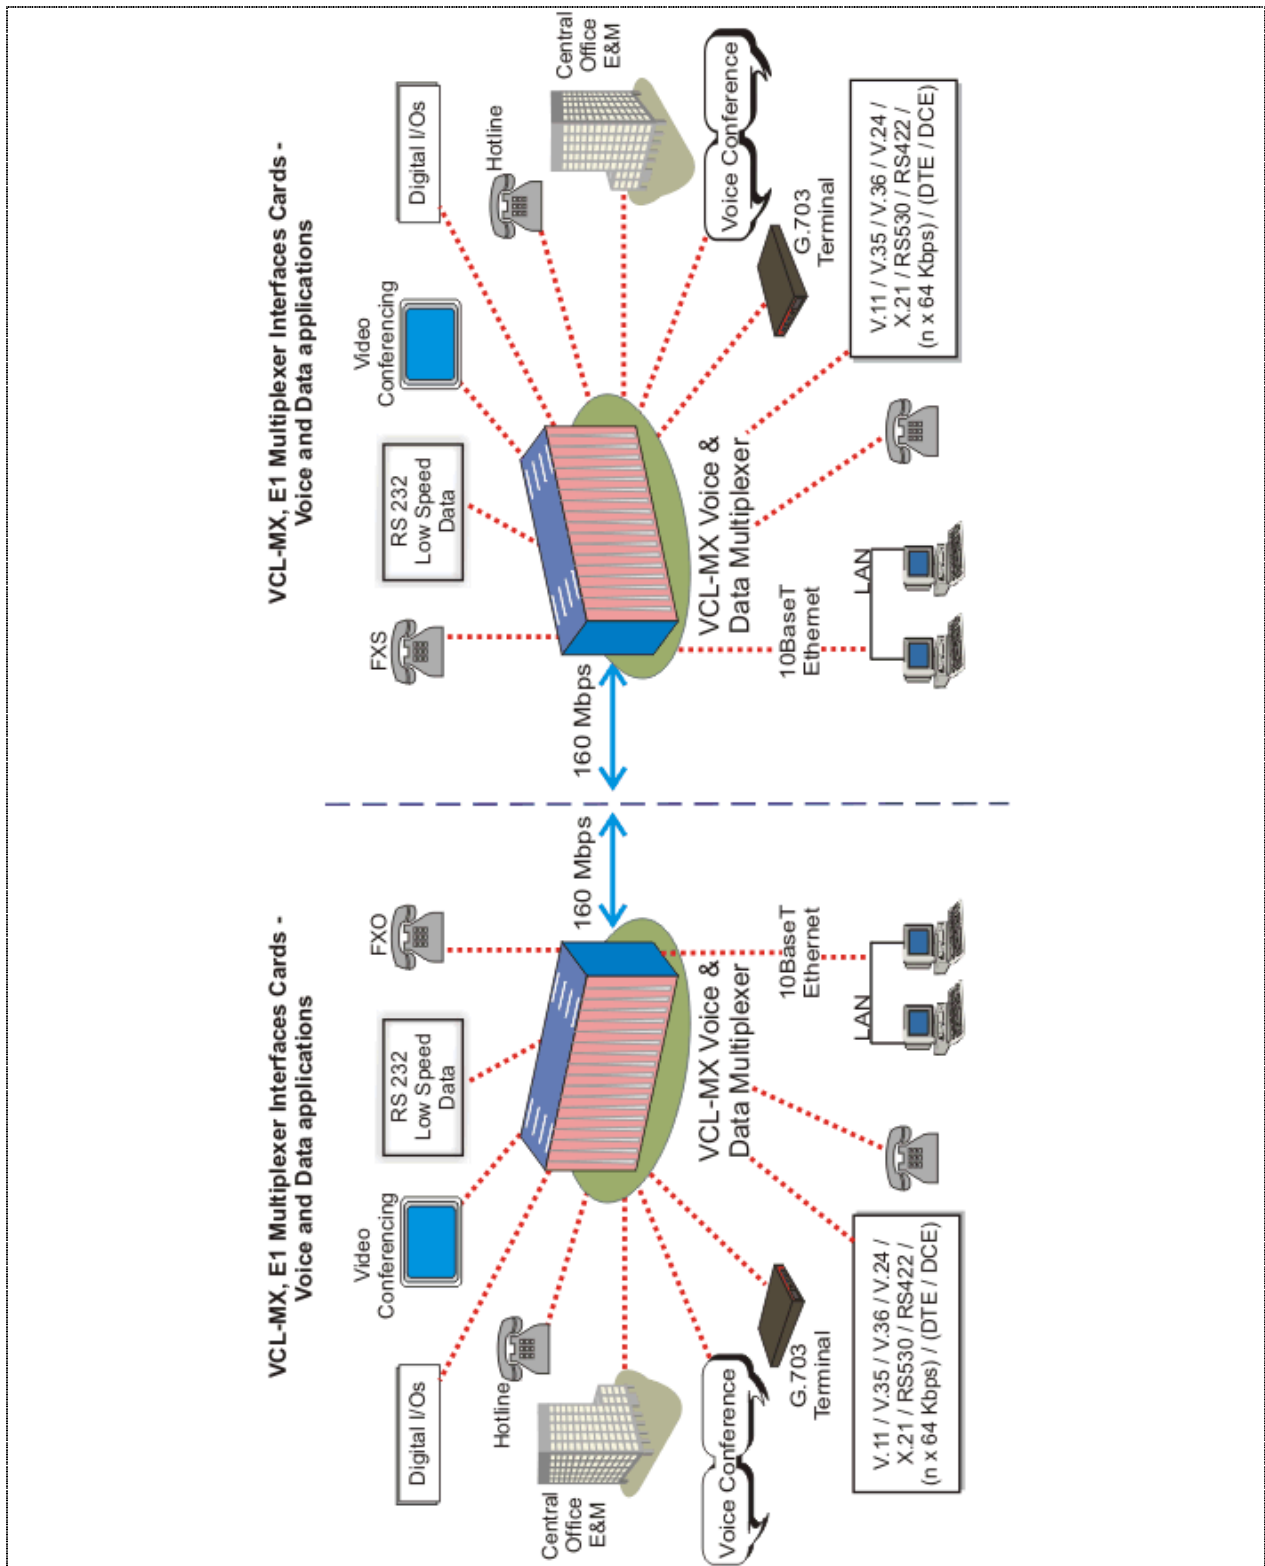 VCL-MX, E1 Multiplexer Interfaces Cards -
Voice and Data applications
Digital I/Os
Video
Conferencing
RS 232
Low Speed
Data
FXO
Hotline
Central
Office
E&M
Voice Conference
G.703
Terminal
VCL-MX Voice &
Data Multiplexer
160 Mbps
V.11 / V.35 / V.36 / V.24 /
X.21 / RS530 / RS422 /
(n x 64 Kbps) / (DTE / DCE)
LAN
10BaseT
Ethernet
VCL-MX, E1 Multiplexer Interfaces Cards -
Voice and Data applications
FXS
RS 232
Low Speed
Data
Video
Conferencing
Digital I/Os
Hotline
Central
Office
E&M
160 Mbps
VCL-MX Voice &
Data Multiplexer
Voice Conference
G.703
Terminal
10BaseT
Ethernet
LAN
V.11 / V.35 / V.36 / V.24 /
X.21 / RS530 / RS422 /
(n x 64 Kbps) / (DTE / DCE)